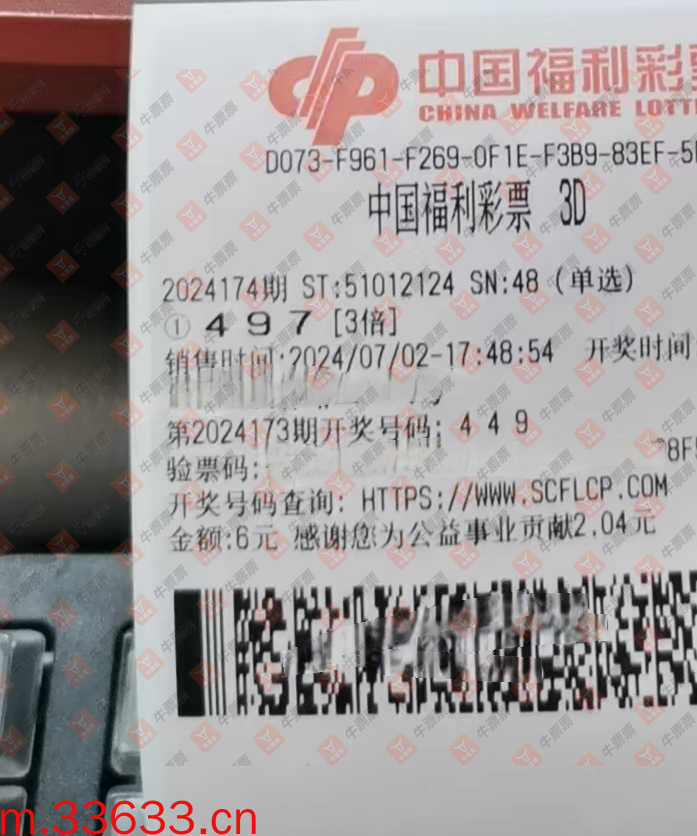 中国福利彩票
CHINA WELFARE LOTT
D073-F961-F269-0F1E-F3B9-83EF-5
中国福利彩票 3D
2024174期 ST:51012124 SN:48 (单选)
① 4 9 7 [3倍]
销售时间:2024/07/02-17:48:54 开奖时间
第2024173期开奖号码: 4 4 9
验票码: 8F
开奖号码查询: HTTPS://WWW.SCFLCP.COM
金额:6元 感谢您为公益事业贡献2.04元
m.33633.cn
牛票票